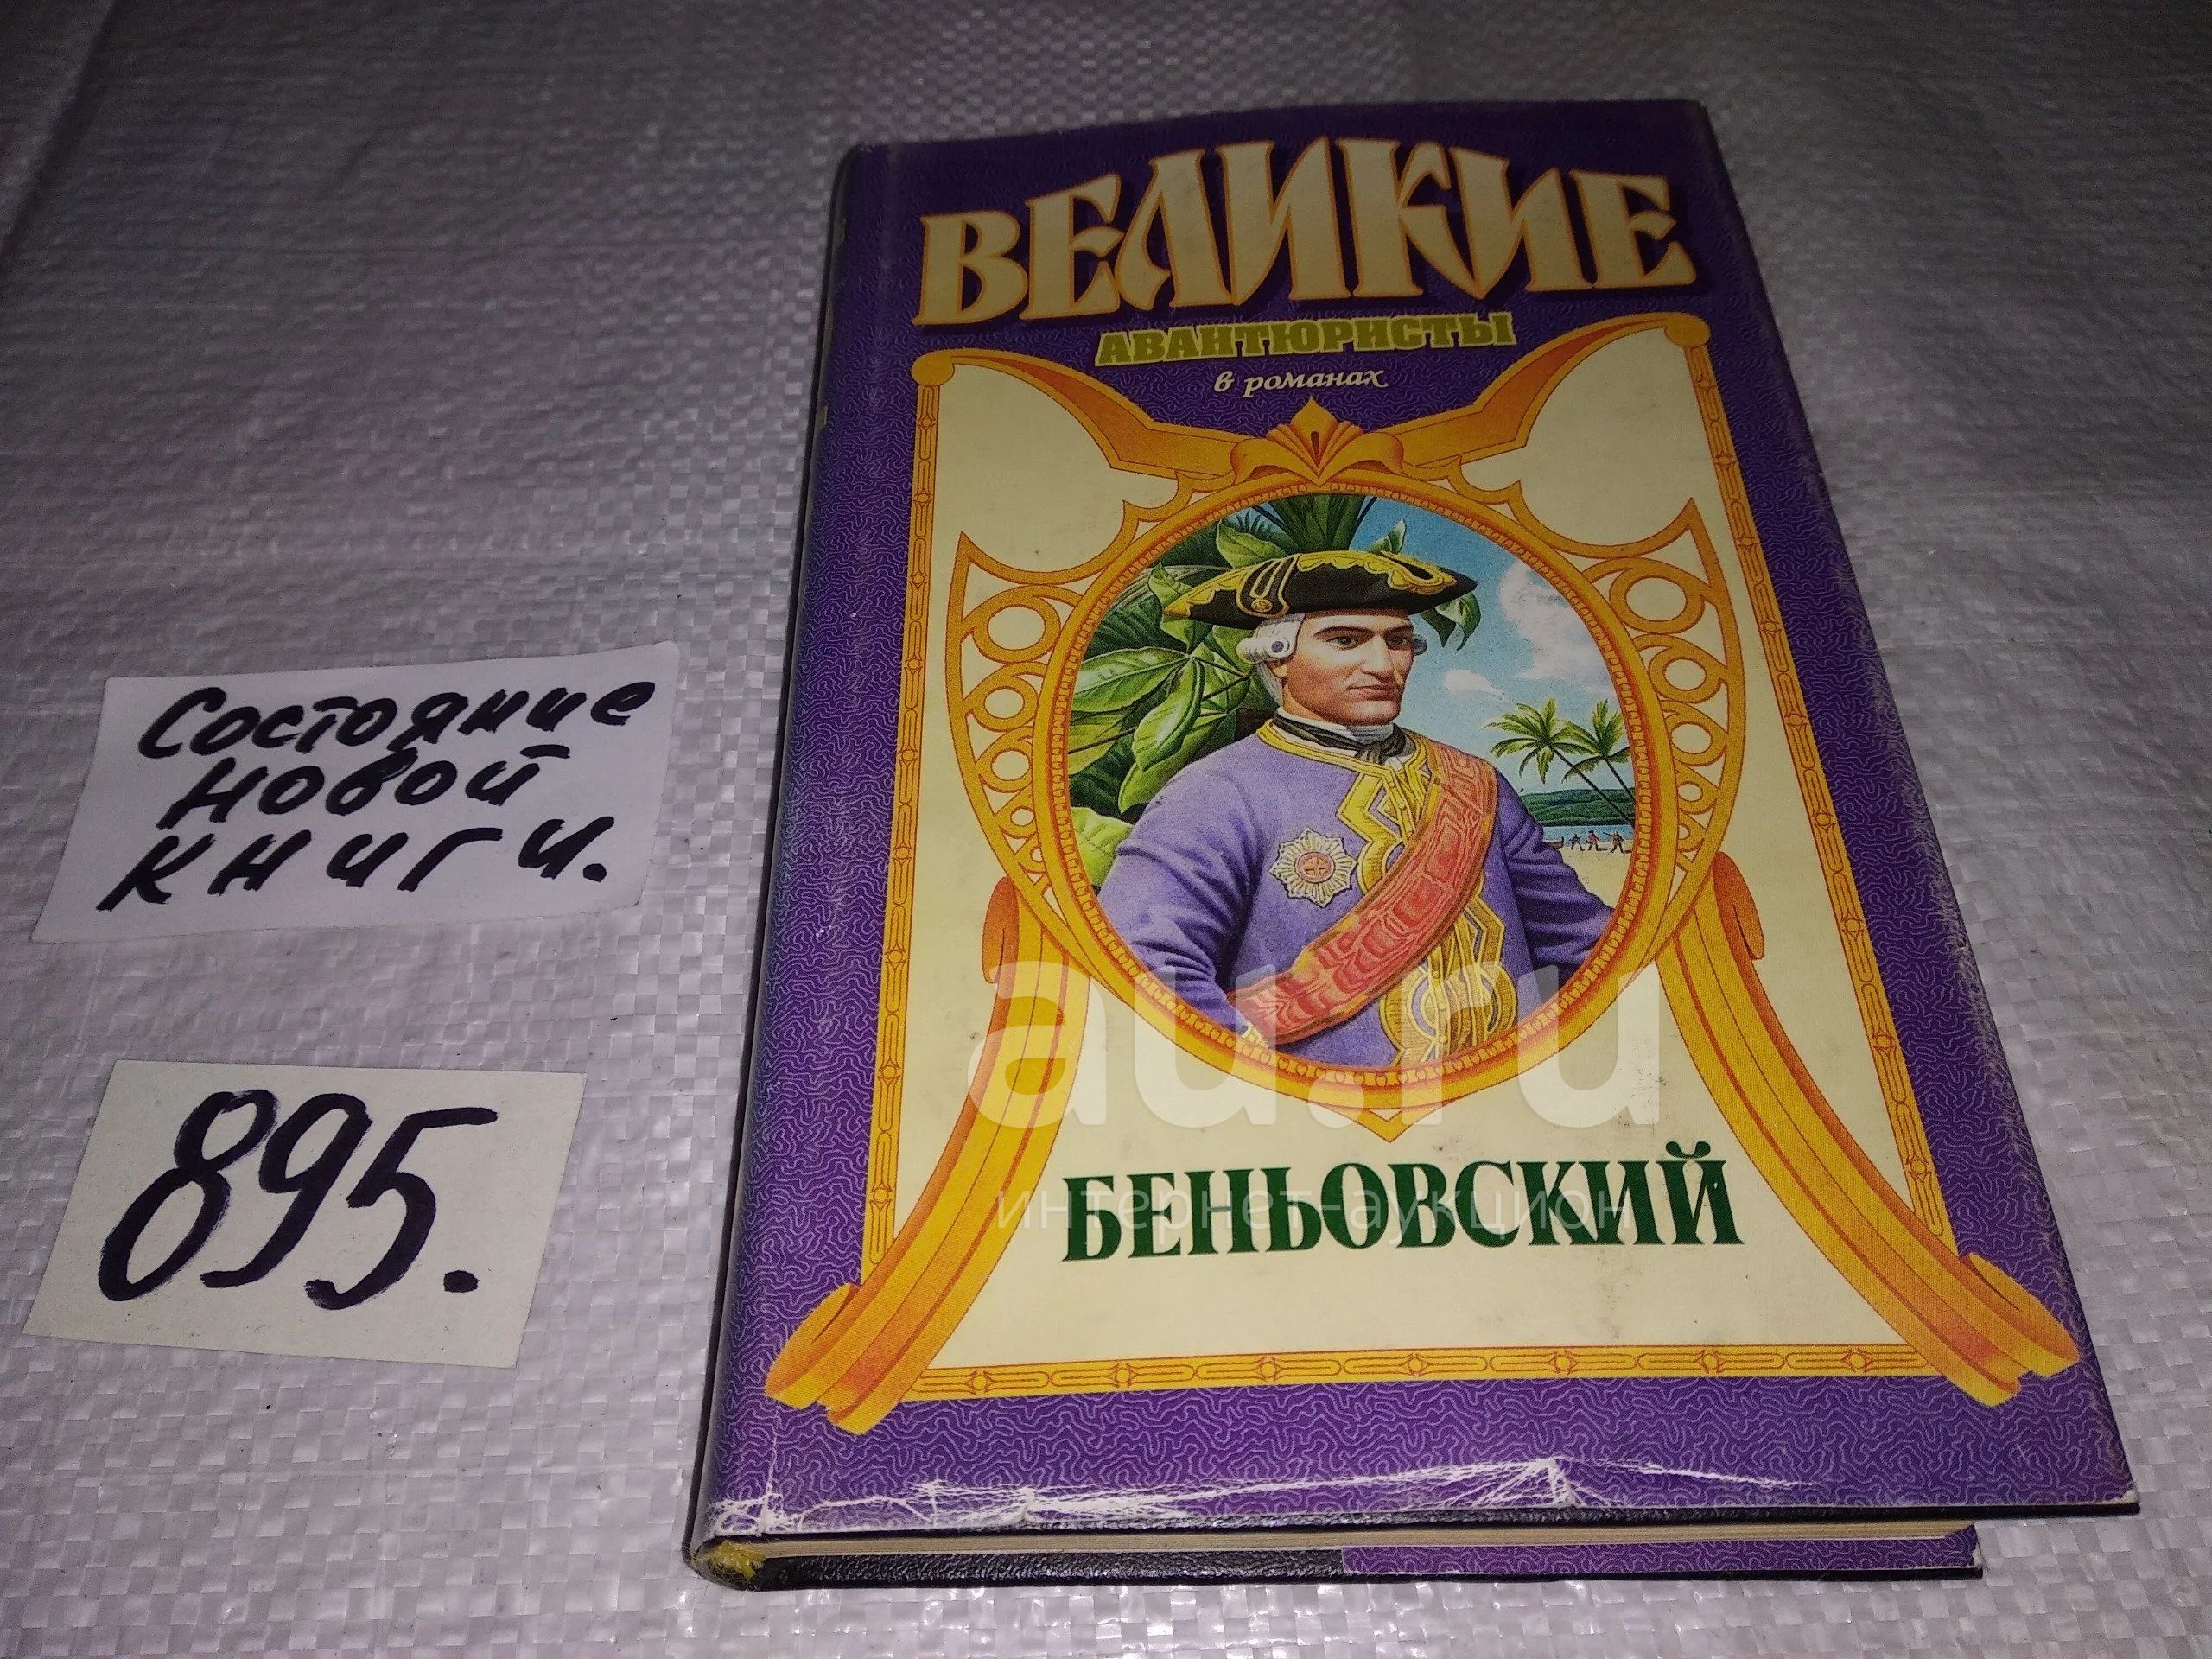 ВЕЛИКИЕ
АВАНТЮРИСТЫ
в романах
Состояние
новой
книги.
895.
au.ru
интернет-аукцион
БЕНЬОВСКИЙ